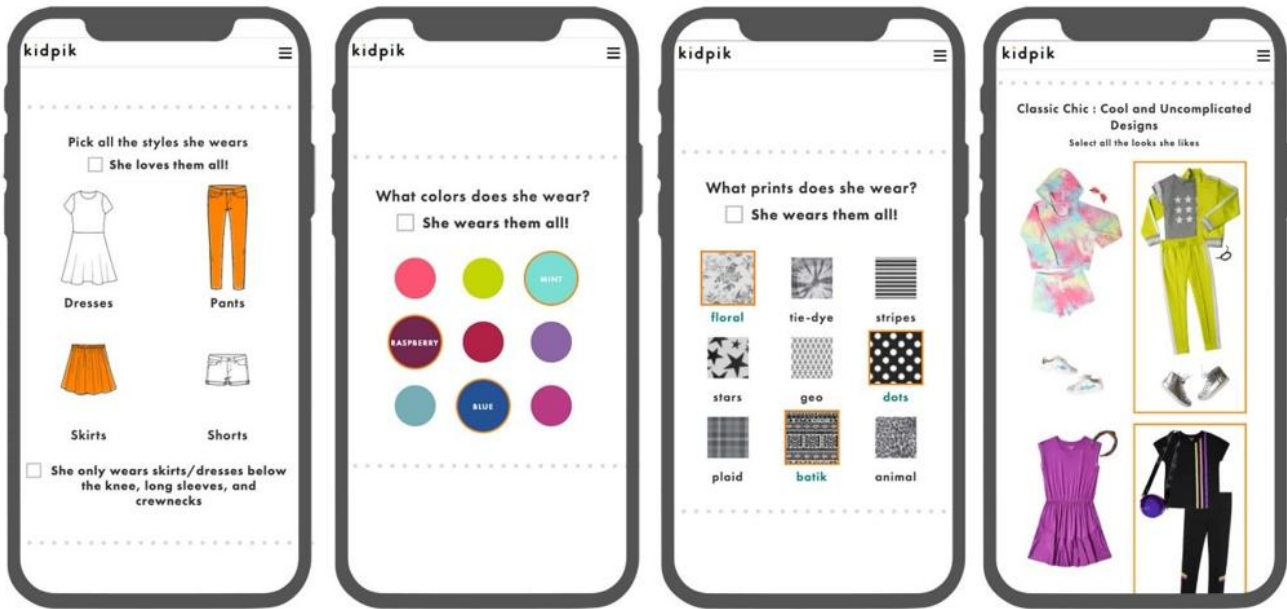 kidpik
Pick all the styles she wears
She loves them all!
Dresses
Pants
Skirts
Shorts
She only wears skirts/dresses below
the knee, long sleeves, and
crewnecks
kidpik
What colors does she wear?
She wears them all!
MINT
RASPBERRY
BLUE
kidpik
What prints does she wear?
She wears them all!
floral
tie-dye
stripes
stars
geo
dots
plaid
batik
animal
kidpik
Classic Chic : Cool and Uncomplicated
Designs
Select all the looks she likes